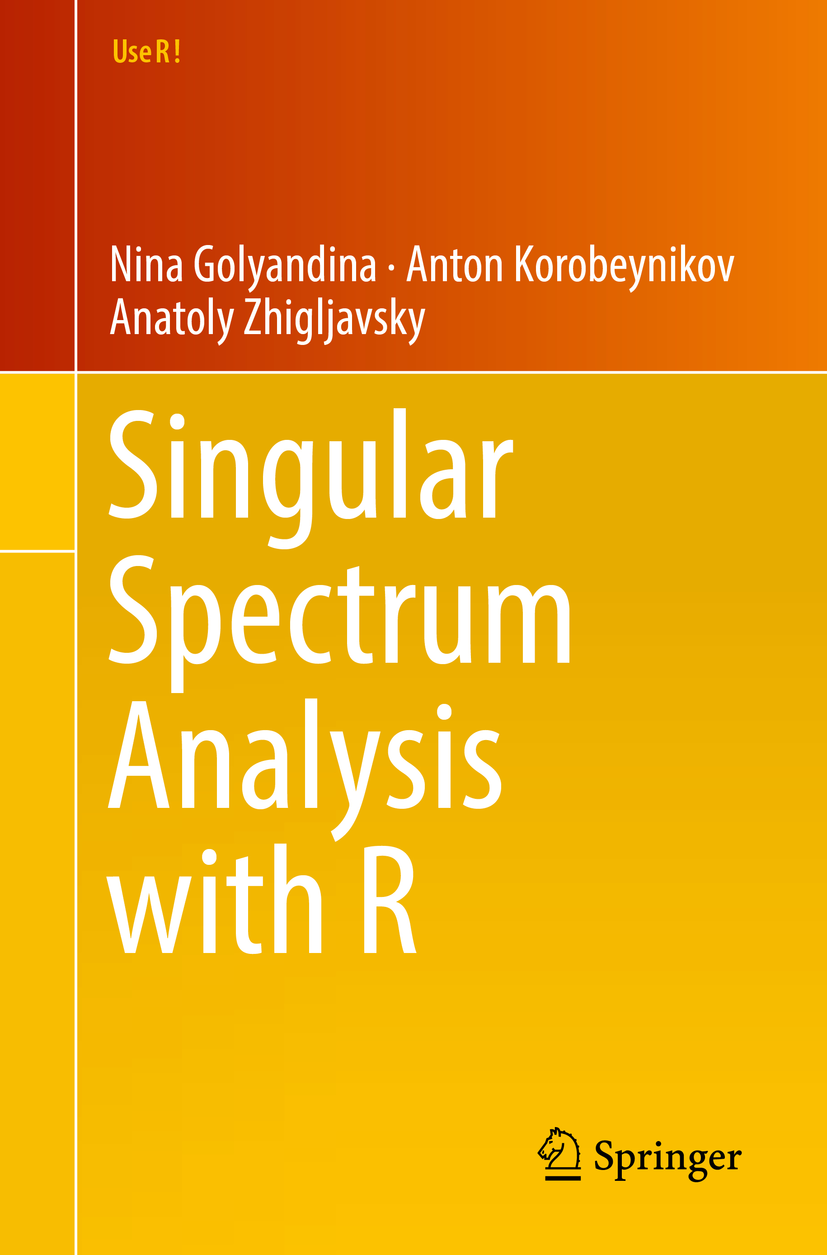 Use R!
Nina Golyandina · Anton Korobeynikov
Anatoly Zhigljavsky
Singular
Spectrum
Analysis
with R
Springer